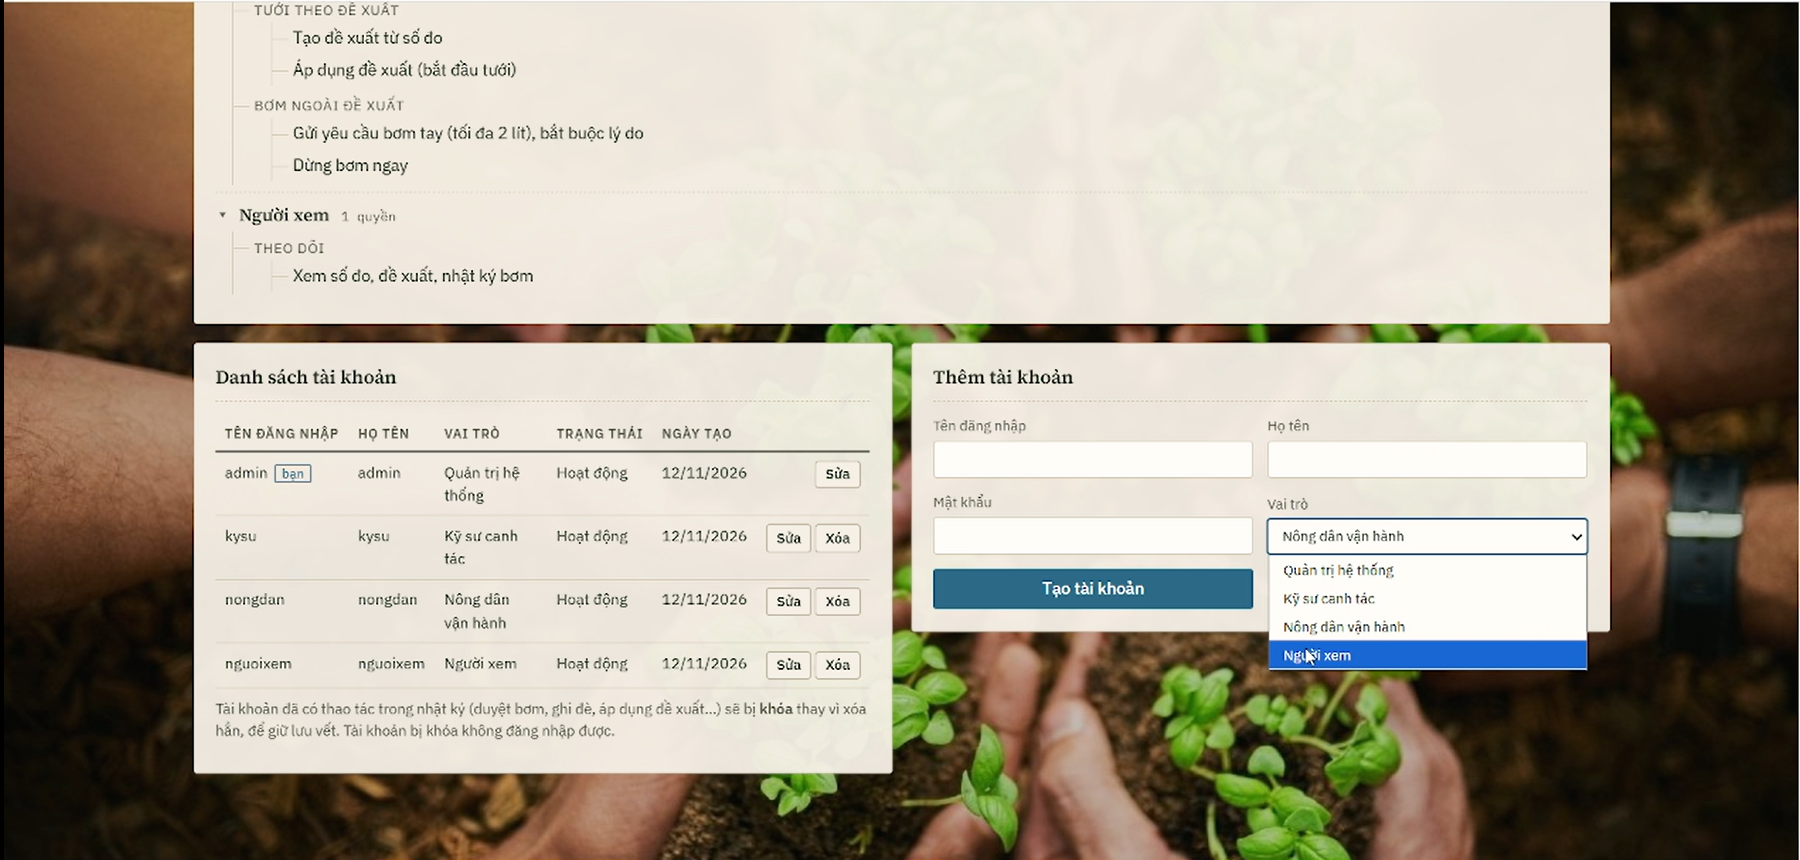 TƯỚI THEO ĐỀ XUẤT
Tạo đề xuất từ số đo
Áp dụng đề xuất (bắt đầu tưới)
BƠM NGOÀI ĐỀ XUẤT
Gửi yêu cầu bơm tay (tối đa 2 lít), bắt buộc lý do
Dừng bơm ngay
Người xem 1 quyền
THEO DÕI
Xem số đo, đề xuất, nhật ký bơm
Danh sách tài khoản
TÊN ĐĂNG NHẬP HỌ TÊN VAI TRÒ TRẠNG THÁI NGÀY TẠO
admin bạn admin Quản trị hệ thống Hoạt động 12/11/2026 Sửa
kysu kysu Kỹ sư canh tác Hoạt động 12/11/2026 Sửa Xóa
nongdan nongdan Nông dân vận hành Hoạt động 12/11/2026 Sửa Xóa
nguoixem nguoixem Người xem Hoạt động 12/11/2026 Sửa Xóa
Tài khoản đã có thao tác trong nhật ký (duyệt bơm, ghi đè, áp dụng đề xuất...) sẽ bị khóa thay vì xóa
hẳn, để giữ lưu vết. Tài khoản bị khóa không đăng nhập được.
Thêm tài khoản
Tên đăng nhập Họ tên
Mật khẩu Vai trò
Nông dân vận hành
Quản trị hệ thống
Kỹ sư canh tác
Nông dân vận hành
Người xem
Tạo tài khoản